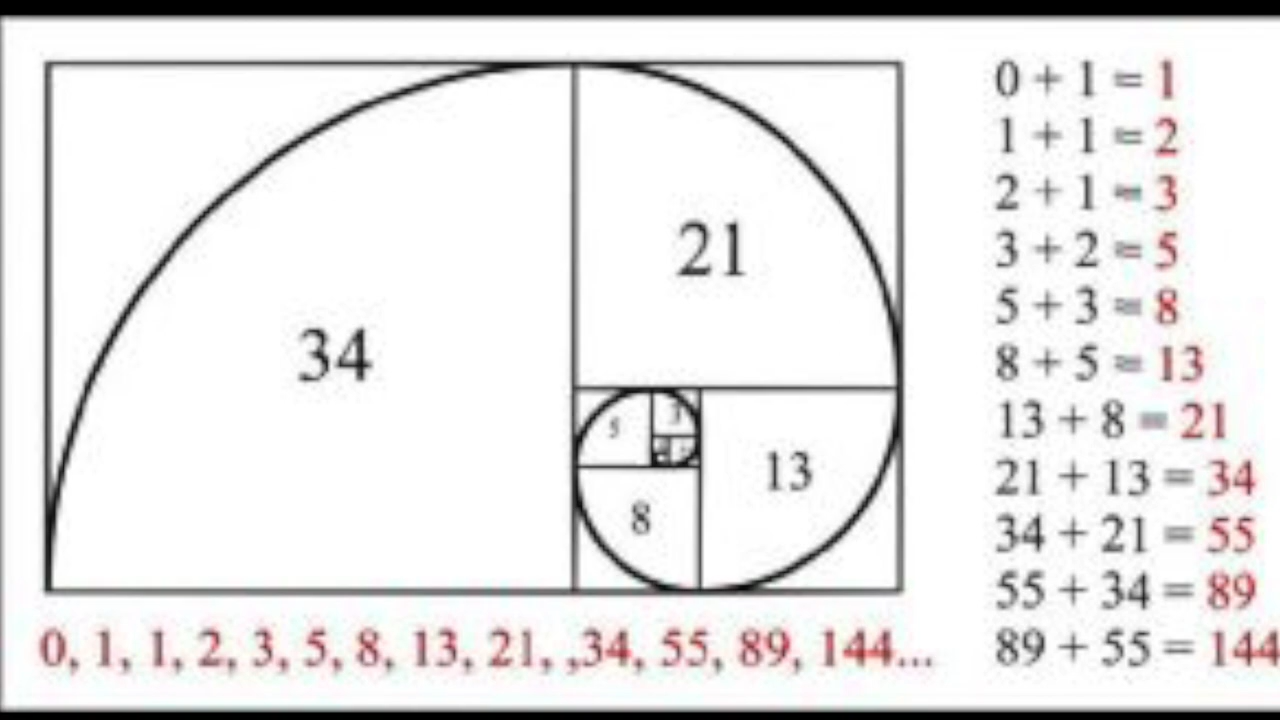 34
21
5
3
13
8
0, 1, 1, 2, 3, 5, 8, 13, 21, ,34, 55, 89, 144...
0 + 1 = 1
1 + 1 = 2
2 + 1 = 3
3 + 2 = 5
5 + 3 = 8
8 + 5 = 13
13 + 8 = 21
21 + 13 = 34
34 + 21 = 55
55 + 34 = 89
89 + 55 = 144